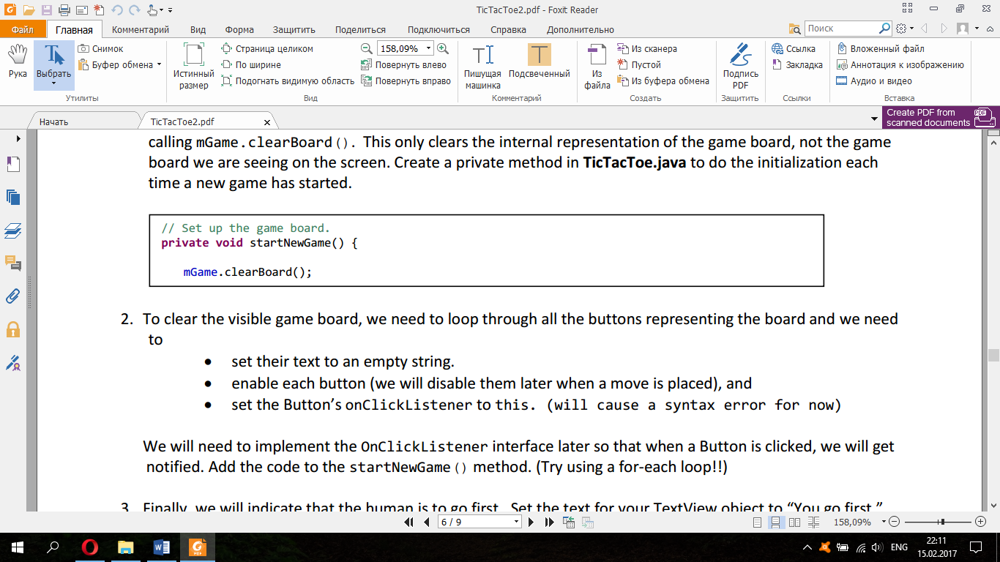 TicTacToe2.pdf - Foxit Reader
Файл Главная Комментарий Вид Форма Защитить Поделиться Подключиться Справка Дополнительно Поиск
Рука
Выбрать
Снимок
Буфер обмена
Утилиты
Истинный размер
Страница целиком
По ширине
Подогнать видимую область
158,09%
Повернуть влево
Повернуть вправо
Вид
Пишущая машинка
Подсвеченный
Комментарий
Из файла
Из сканера
Пустой
Из буфера обмена
Создать
Подпись PDF
Защитить
Ссылка
Закладка
Ссылки
Вложенный файл
Аннотация к изображению
Аудио и видео
Вставка
Начать TicTacToe2.pdf
Create PDF from
scanned documents
PDF
calling mGame.clearBoard(). This only clears the internal representation of the game board, not the game
board we are seeing on the screen. Create a private method in TicTacToe.java to do the initialization each
time a new game has started.
// Set up the game board.
private void startNewGame() {
mGame.clearBoard();
2. To clear the visible game board, we need to loop through all the buttons representing the board and we need
to
• set their text to an empty string.
• enable each button (we will disable them later when a move is placed), and
• set the Button’s onClickListener to this. (will cause a syntax error for now)
We will need to implement the OnClickListener interface later so that when a Button is clicked, we will get
notified. Add the code to the startNewGame() method. (Try using a for-each loop!!)
3. Finally, we will indicate that the human is to go first. Set the text for your TextView object to “You go first.”
6 / 9 158,09%
ENG 22:11
15.02.2017